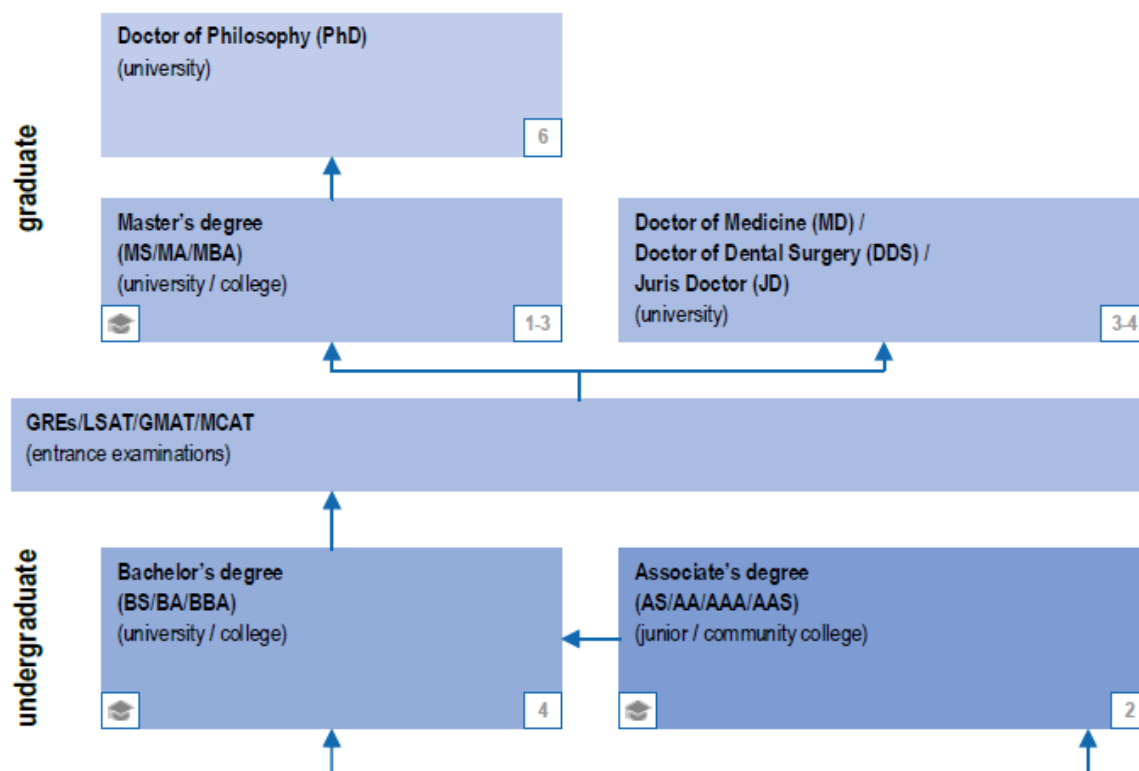 graduate
Doctor of Philosophy (PhD)
(university)
6
Master's degree
(MS/MA/MBA)
(university / college)
1-3
Doctor of Medicine (MD) /
Doctor of Dental Surgery (DDS) /
Juris Doctor (JD)
(university)
3-4
GREs/LSAT/GMAT/MCAT
(entrance examinations)
undergraduate
Bachelor's degree
(BS/BA/BBA)
(university / college)
4
Associate's degree
(AS/AA/AAA/AAS)
(junior / community college)
2